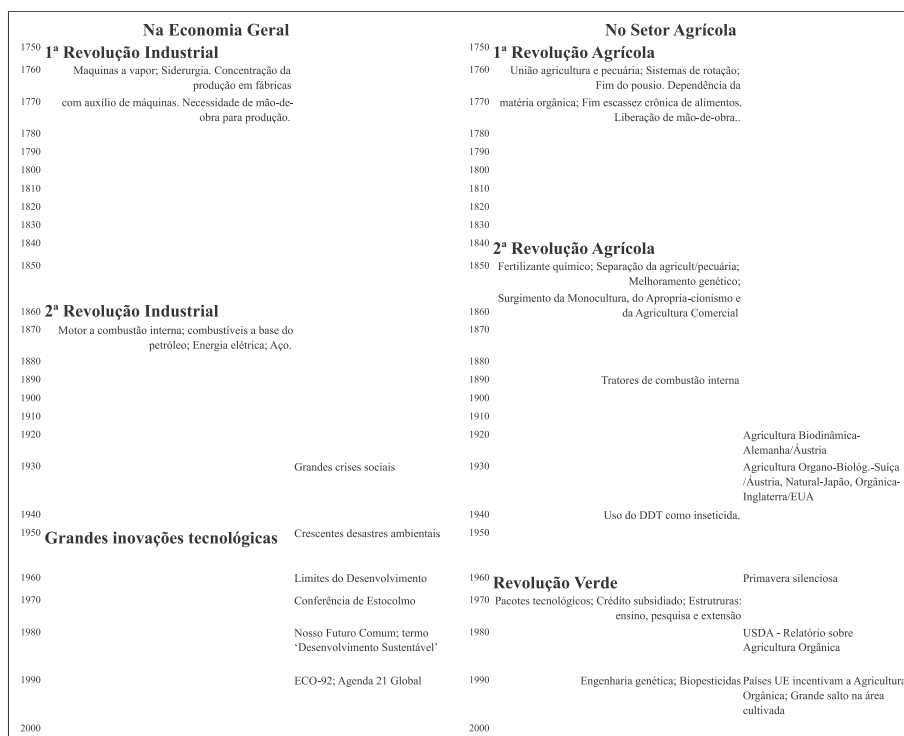 Na Economia Geral
1750 1ª Revolução Industrial
1760 Maquinas a vapor; Siderurgia. Concentração da
produção em fábricas
1770 com auxílio de máquinas. Necessidade de mão-de-
obra para produção.
1780
1790
1800
1810
1820
1830
1840
1850
1860 2ª Revolução Industrial
1870 Motor a combustão interna; combustíveis a base do
petróleo; Energia elétrica; Aço.
1880
1890
1900
1910
1920
1930 Grandes crises sociais
1940
1950 Grandes inovações tecnológicas Crescentes desastres ambientais
1960 Limites do Desenvolvimento
1970 Conferência de Estocolmo
1980 Nosso Futuro Comum; termo
‘Desenvolvimento Sustentável’
1990 ECO-92; Agenda 21 Global
2000
No Setor Agrícola
1750 1ª Revolução Agrícola
1760 União agricultura e pecuária; Sistemas de rotação;
Fim do pousio. Dependência da
1770 matéria orgânica; Fim escassez crônica de alimentos.
Liberação de mão-de-obra..
1780
1790
1800
1810
1820
1830
1840 2ª Revolução Agrícola
1850 Fertilizante químico; Separação da agricult/pecuária;
Melhoramento genético;
Surgimento da Monocultura, do Apropria-cionismo e
1860 da Agricultura Comercial
1870
1880
1890 Tratores de combustão interna
1900
1910
1920 Agricultura Biodinâmica-
Alemanha/Áustria
1930 Agricultura Organo-Biológ.-Suíça
/Áustria, Natural-Japão, Orgânica-
Inglaterra/EUA
1940 Uso do DDT como inseticida.
1950
1960 Revolução Verde Primavera silenciosa
1970 Pacotes tecnológicos; Crédito subsidiado; Estrutruras:
ensino, pesquisa e extensão
1980 USDA - Relatório sobre
Agricultura Orgânica
1990 Engenharia genética; Biopesticidas Países UE incentivam a Agricultura
Orgânica; Grande salto na área
cultivada
2000